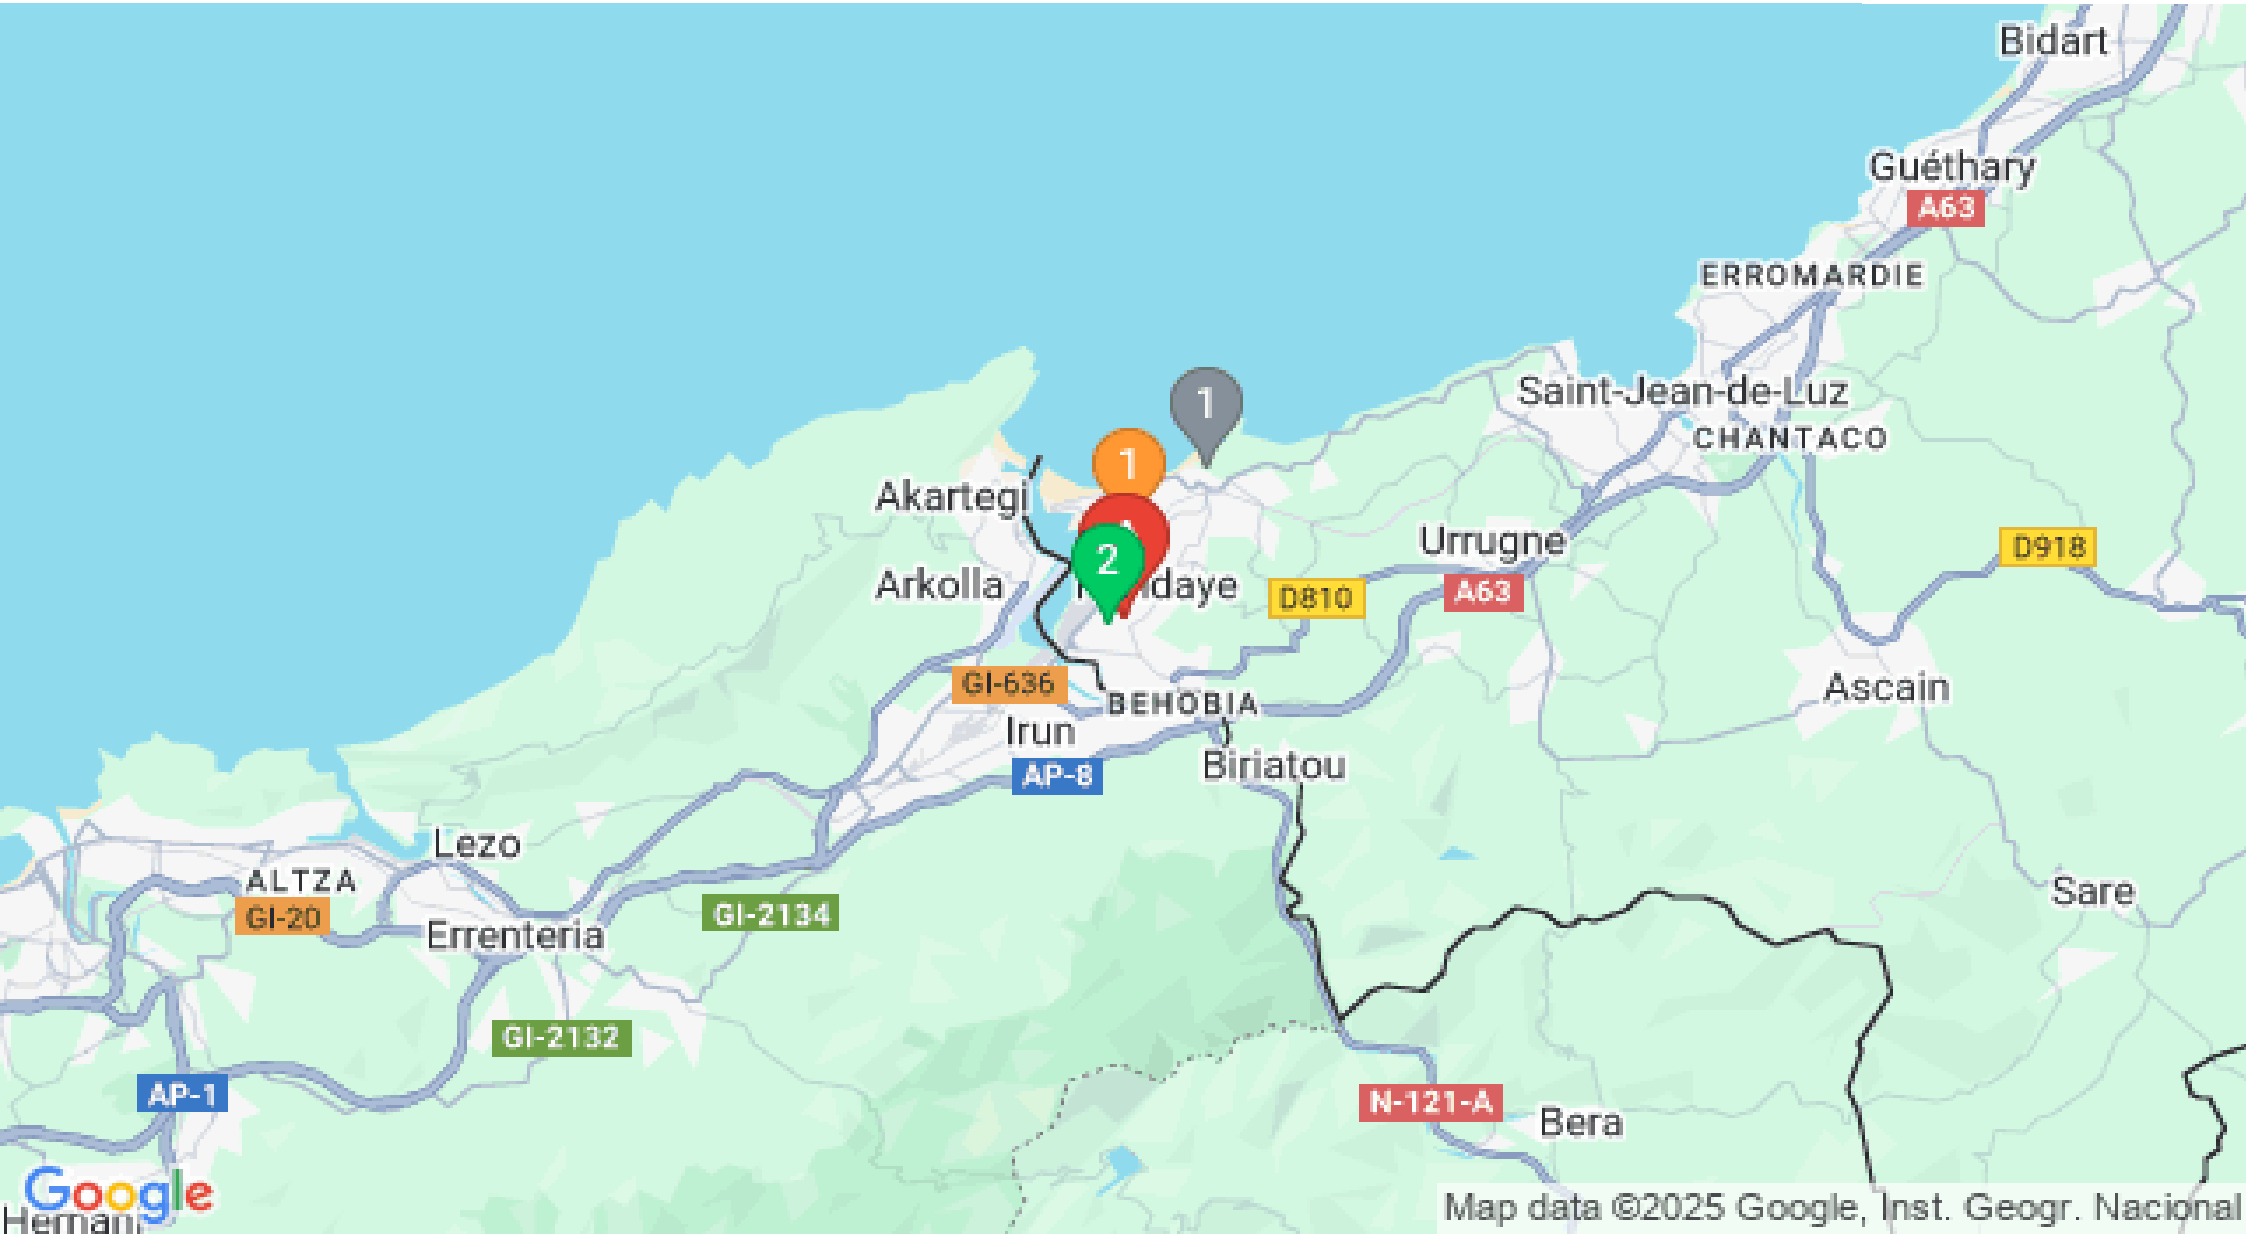 Bidart
Guéthary
A63
ERROMARDIE
1
Saint-Jean-de-Luz
CHANTACO
1
Akartegi
Urrugne
D918
2
Arkolla
D810
A63
GI-636
BEHOBIA
Ascain
Irun
Biriatou
AP-8
Lezo
ALTZA
GI-20
Errenteria
GI-2134
Sare
GI-2132
AP-1
N-121-A
Bera
Google
Map data ©2025 Google, Inst. Geogr. Nacional